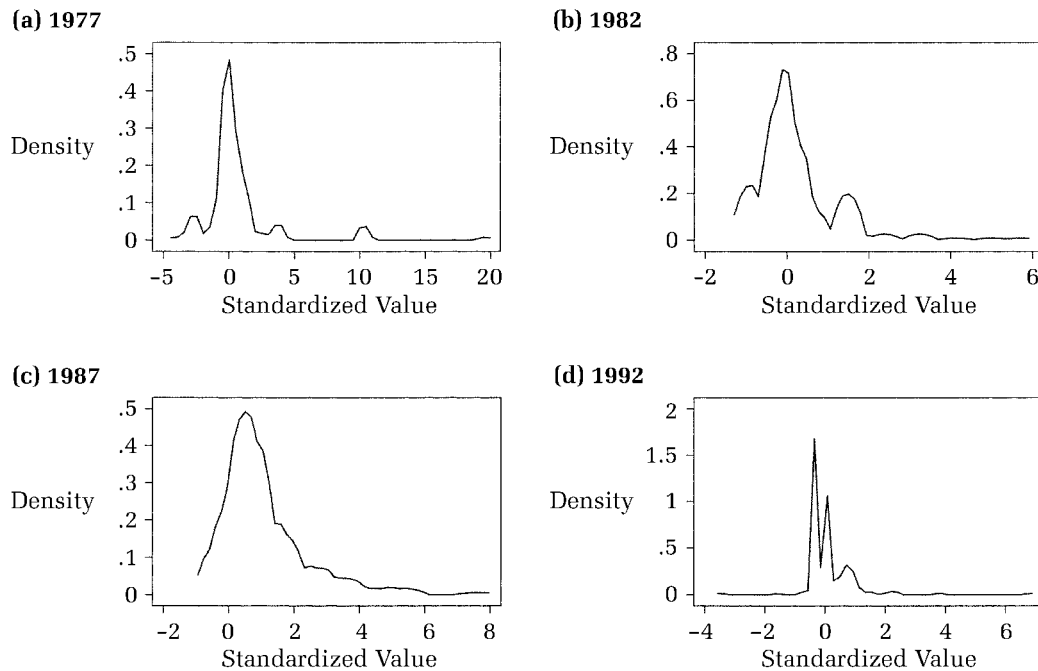 (a) 1977
.5
.4
.3
.2
.1
0
Density
−5 0 5 10 15 20
Standardized Value
(b) 1982
.8
.6
.4
.2
0
Density
−2 0 2 4 6
Standardized Value
(c) 1987
.5
.4
.3
.2
.1
0
Density
−2 0 2 4 6 8
Standardized Value
(d) 1992
2
1.5
1
.5
0
Density
−4 −2 0 2 4 6
Standardized Value